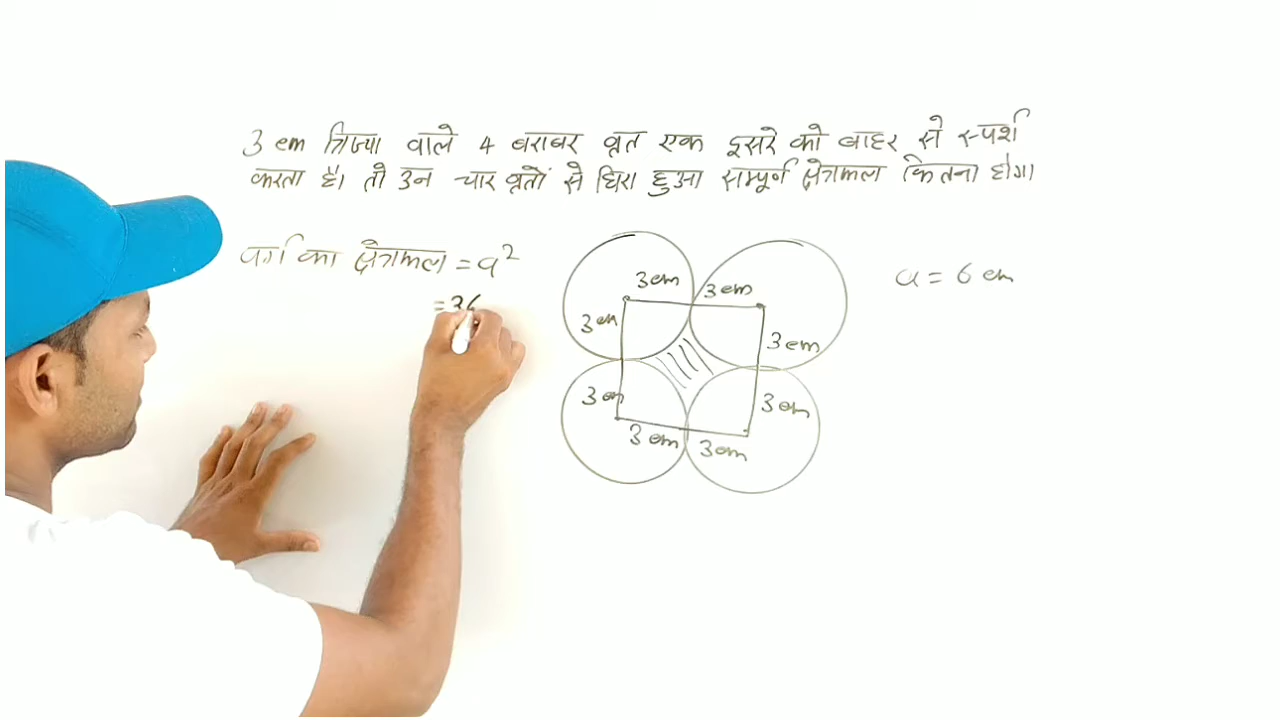 3 cm त्रिज्या वाले 4 बराबर वृत एक दूसरे को बाहर से स्पर्श
करता है। तो उन चार वृतों से घिरा हुआ सम्पूर्ण क्षेत्रफल कितना होगा।
वर्ग का क्षेत्रफल = a²
= 36
a = 6 cm
3 cm
3 cm
3 cm
3 cm
3 cm
3 cm
3 cm
3 cm